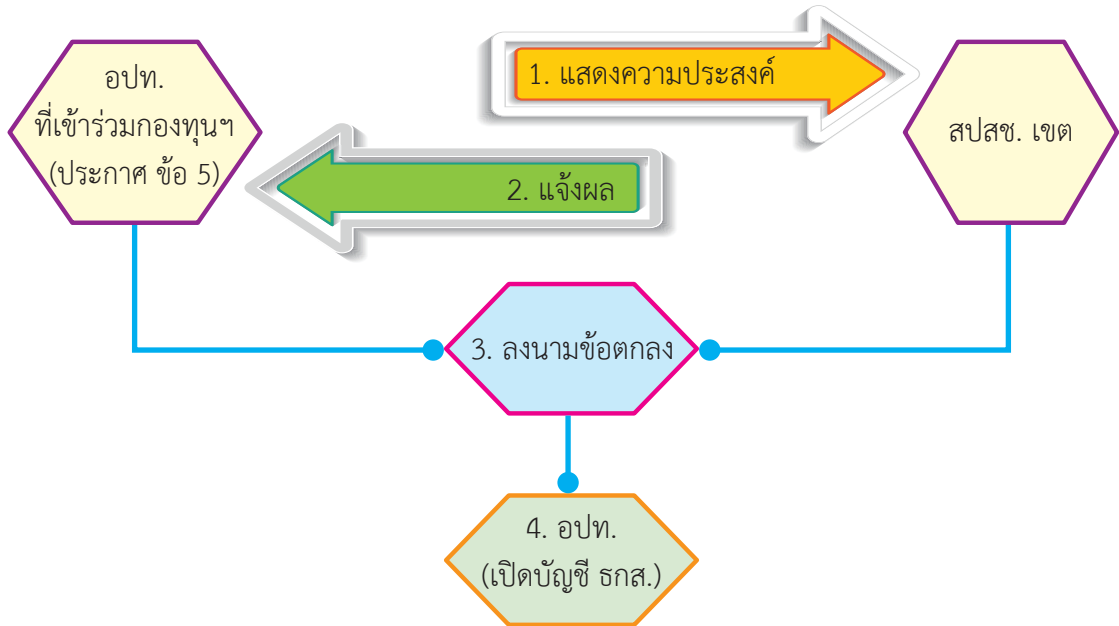 1. แสดงความประสงค์
อปท.
ที่เข้าร่วมกองทุนฯ
(ประกาศ ข้อ 5)
สปสช. เขต
2. แจ้งผล
3. ลงนามข้อตกลง
4. อปท.
(เปิดบัญชี ธกส.)